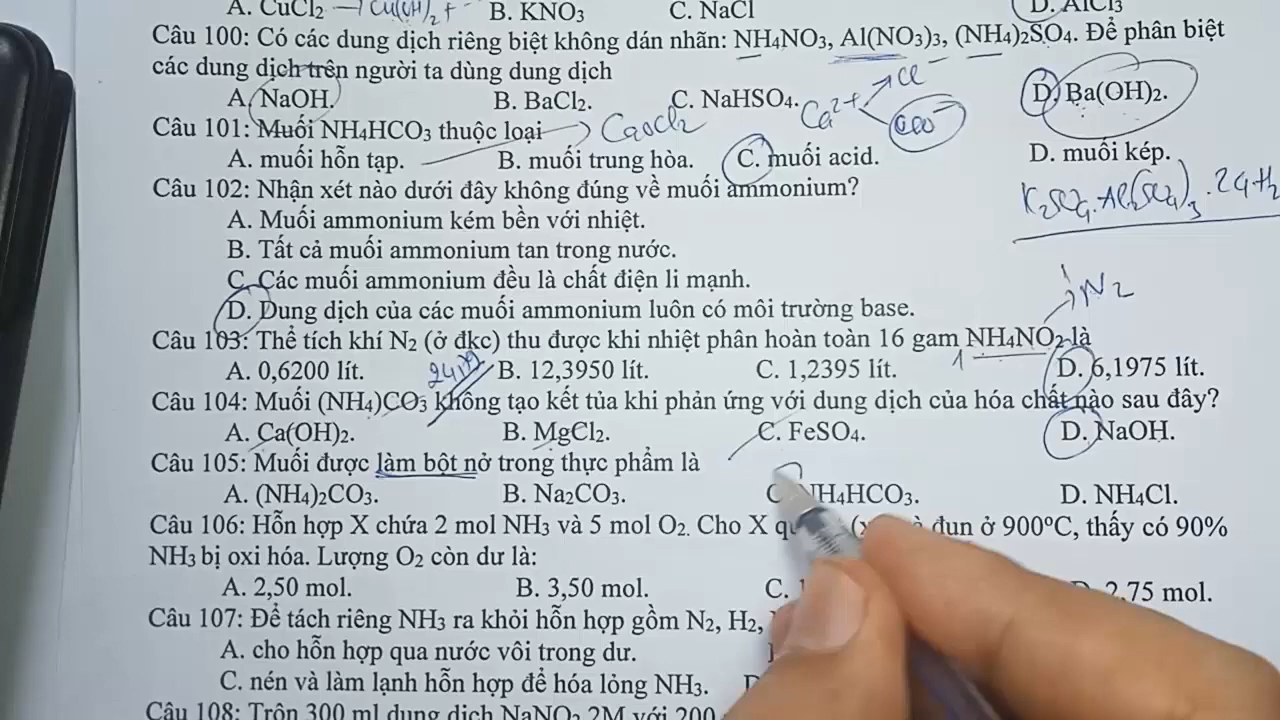 A. CuCl2 → Cu(OH)2 + B. KNO3 C. NaCl D. AlCl3
Câu 100: Có các dung dịch riêng biệt không dán nhãn: NH4NO3, Al(NO3)3, (NH4)2SO4. Để phân biệt
các dung dịch trên người ta dùng dung dịch
A. NaOH. B. BaCl2. C. NaHSO4. D. Ba(OH)2.
Ca2+ Cl-
Câu 101: Muối NH4HCO3 thuộc loại → CaOCl2
A. muối hỗn tạp. B. muối trung hòa. C. muối acid. D. muối kép.
Câu 102: Nhận xét nào dưới đây không đúng về muối ammonium?
A. Muối ammonium kém bền với nhiệt.
B. Tất cả muối ammonium tan trong nước.
C. Các muối ammonium đều là chất điện li mạnh.
D. Dung dịch của các muối ammonium luôn có môi trường base.
N2
Câu 103: Thể tích khí N2 (ở đkc) thu được khi nhiệt phân hoàn toàn 16 gam NH4NO2 là
A. 0,6200 lít. B. 12,3950 lít. C. 1,2395 lít. 1 D. 6,1975 lít.
Câu 104: Muối (NH4)CO3 không tạo kết tủa khi phản ứng với dung dịch của hóa chất nào sau đây?
A. Ca(OH)2. B. MgCl2. C. FeSO4. D. NaOH.
Câu 105: Muối được làm bột nở trong thực phẩm là
A. (NH4)2CO3. B. Na2CO3. C. NH4HCO3. D. NH4Cl.
Câu 106: Hỗn hợp X chứa 2 mol NH3 và 5 mol O2. Cho X đun ở 900°C, thấy có 90%
NH3 bị oxi hóa. Lượng O2 còn dư là:
A. 2,50 mol. B. 3,50 mol. C. 2,75 mol.
Câu 107: Để tách riêng NH3 ra khỏi hỗn hợp gồm N2, H2,
A. cho hỗn hợp qua nước vôi trong dư.
C. nén và làm lạnh hỗn hợp để hóa lỏng NH3.
Câu 108: Trộn 300 ml dung dịch NaNO2 2M với 200